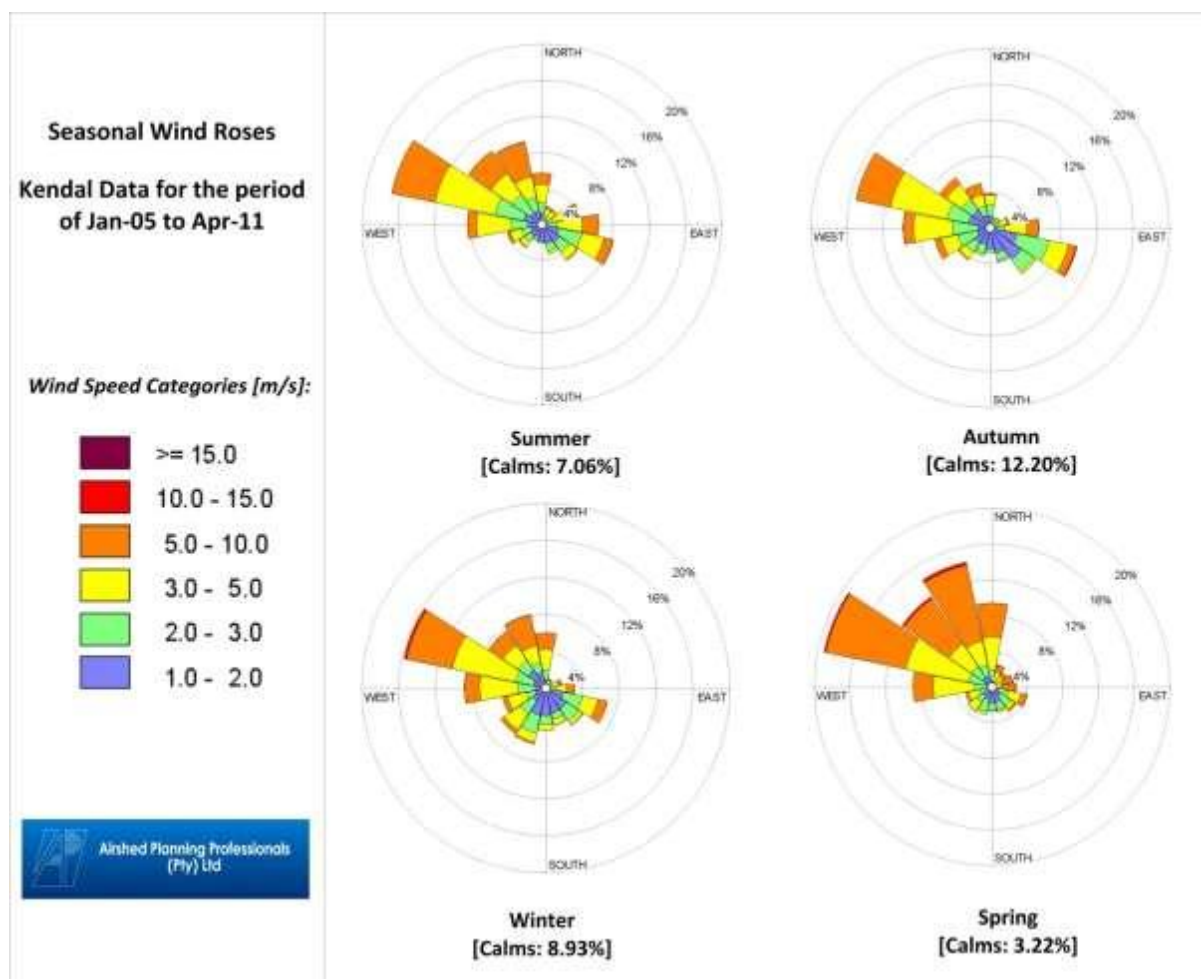 Seasonal Wind Roses
Kendal Data for the period
of Jan-05 to Apr-11
Wind Speed Categories [m/s]:
>= 15.0
10.0 - 15.0
5.0 - 10.0
3.0 - 5.0
2.0 - 3.0
1.0 - 2.0
Airshed Planning Professionals
(Pty) Ltd
NORTH
20%
16%
12%
8%
4%
WEST
EAST
SOUTH
Summer
[Calms: 7.06%]
NORTH
20%
16%
12%
8%
4%
WEST
EAST
SOUTH
Autumn
[Calms: 12.20%]
NORTH
20%
16%
12%
8%
4%
WEST
EAST
SOUTH
Winter
[Calms: 8.93%]
NORTH
20%
16%
12%
8%
4%
WEST
EAST
SOUTH
Spring
[Calms: 3.22%]